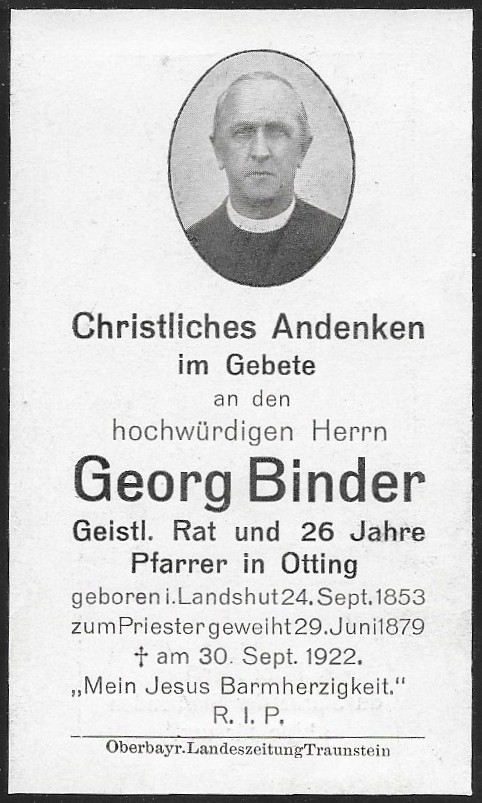 Christliches Andenken
im Gebete
an den
hochwürdigen Herrn
Georg Binder
Geistl. Rat und 26 Jahre
Pfarrer in Otting
geboren i. Landshut 24. Sept. 1853
zum Priester geweiht 29. Juni 1879
† am 30. Sept. 1922.
„Mein Jesus Barmherzigkeit.“
R. I. P.
Oberbayr. Landeszeitung Traunstein